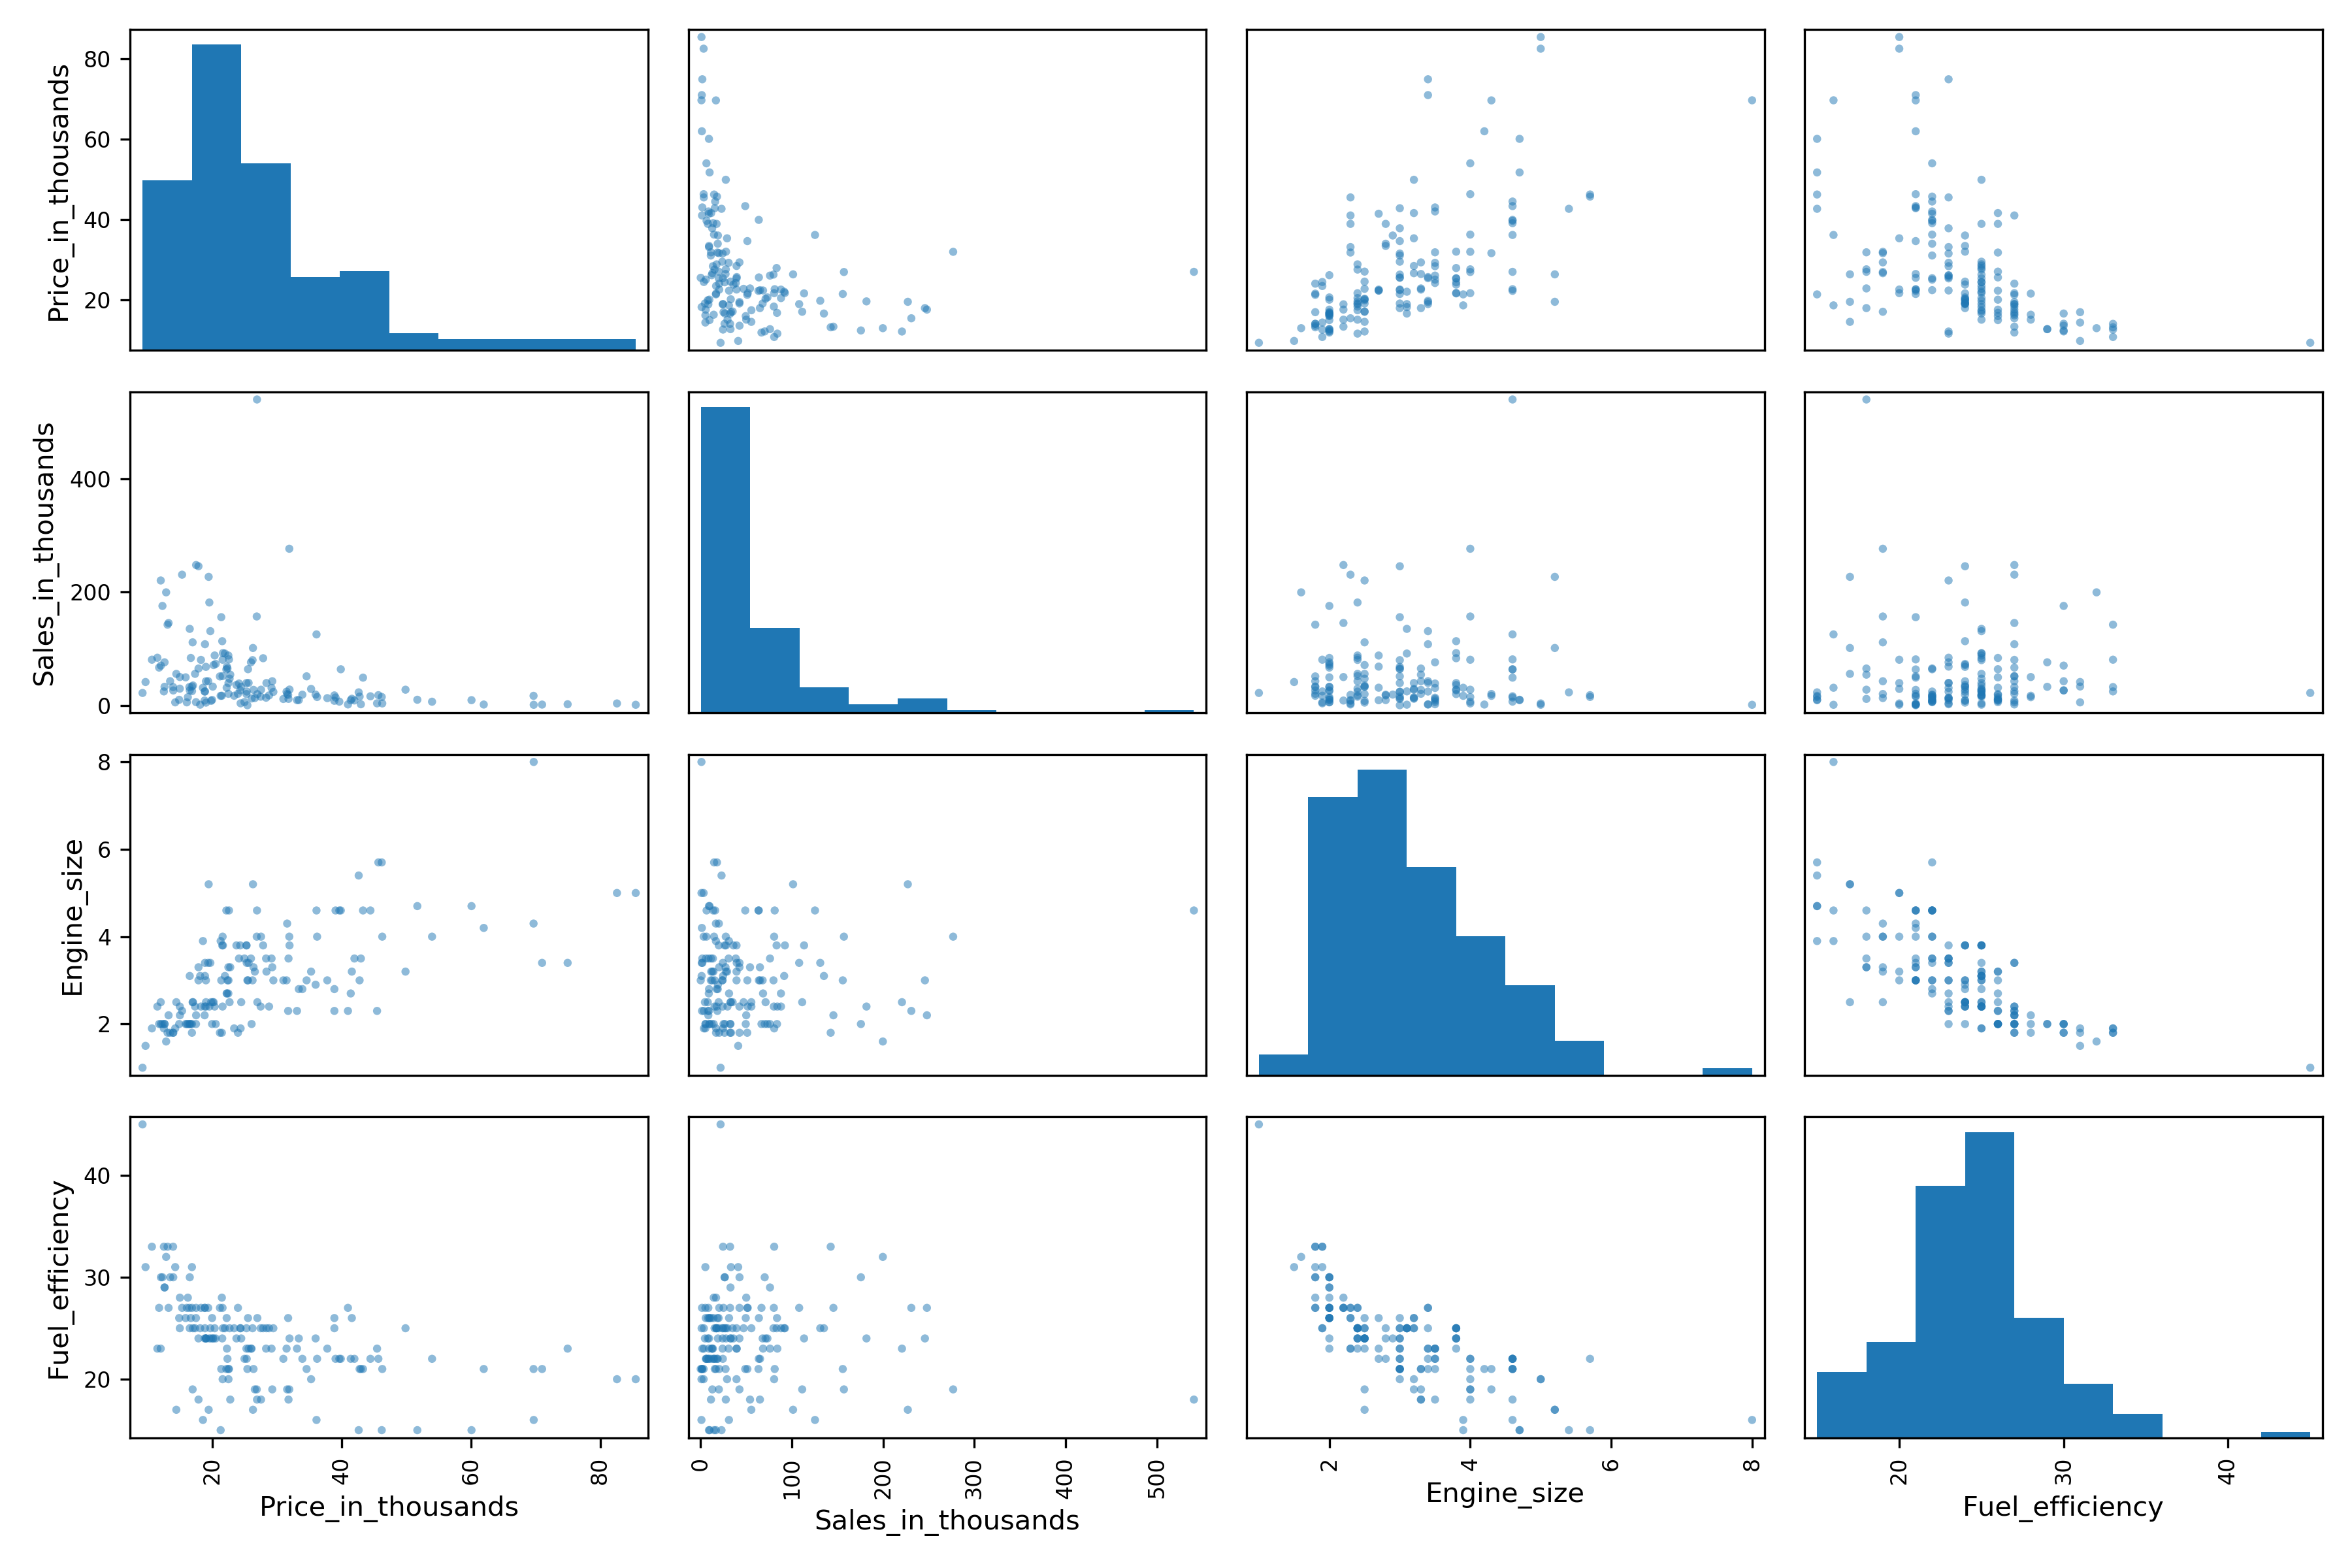 Price_in_thousands
80
60
40
20
Sales_in_thousands
400
200
0
Engine_size
8
6
4
2
Fuel_efficiency
40
30
20
20 40 60 80
Price_in_thousands
0 100 200 300 400 500
Sales_in_thousands
2 4 6 8
Engine_size
20 30 40
Fuel_efficiency